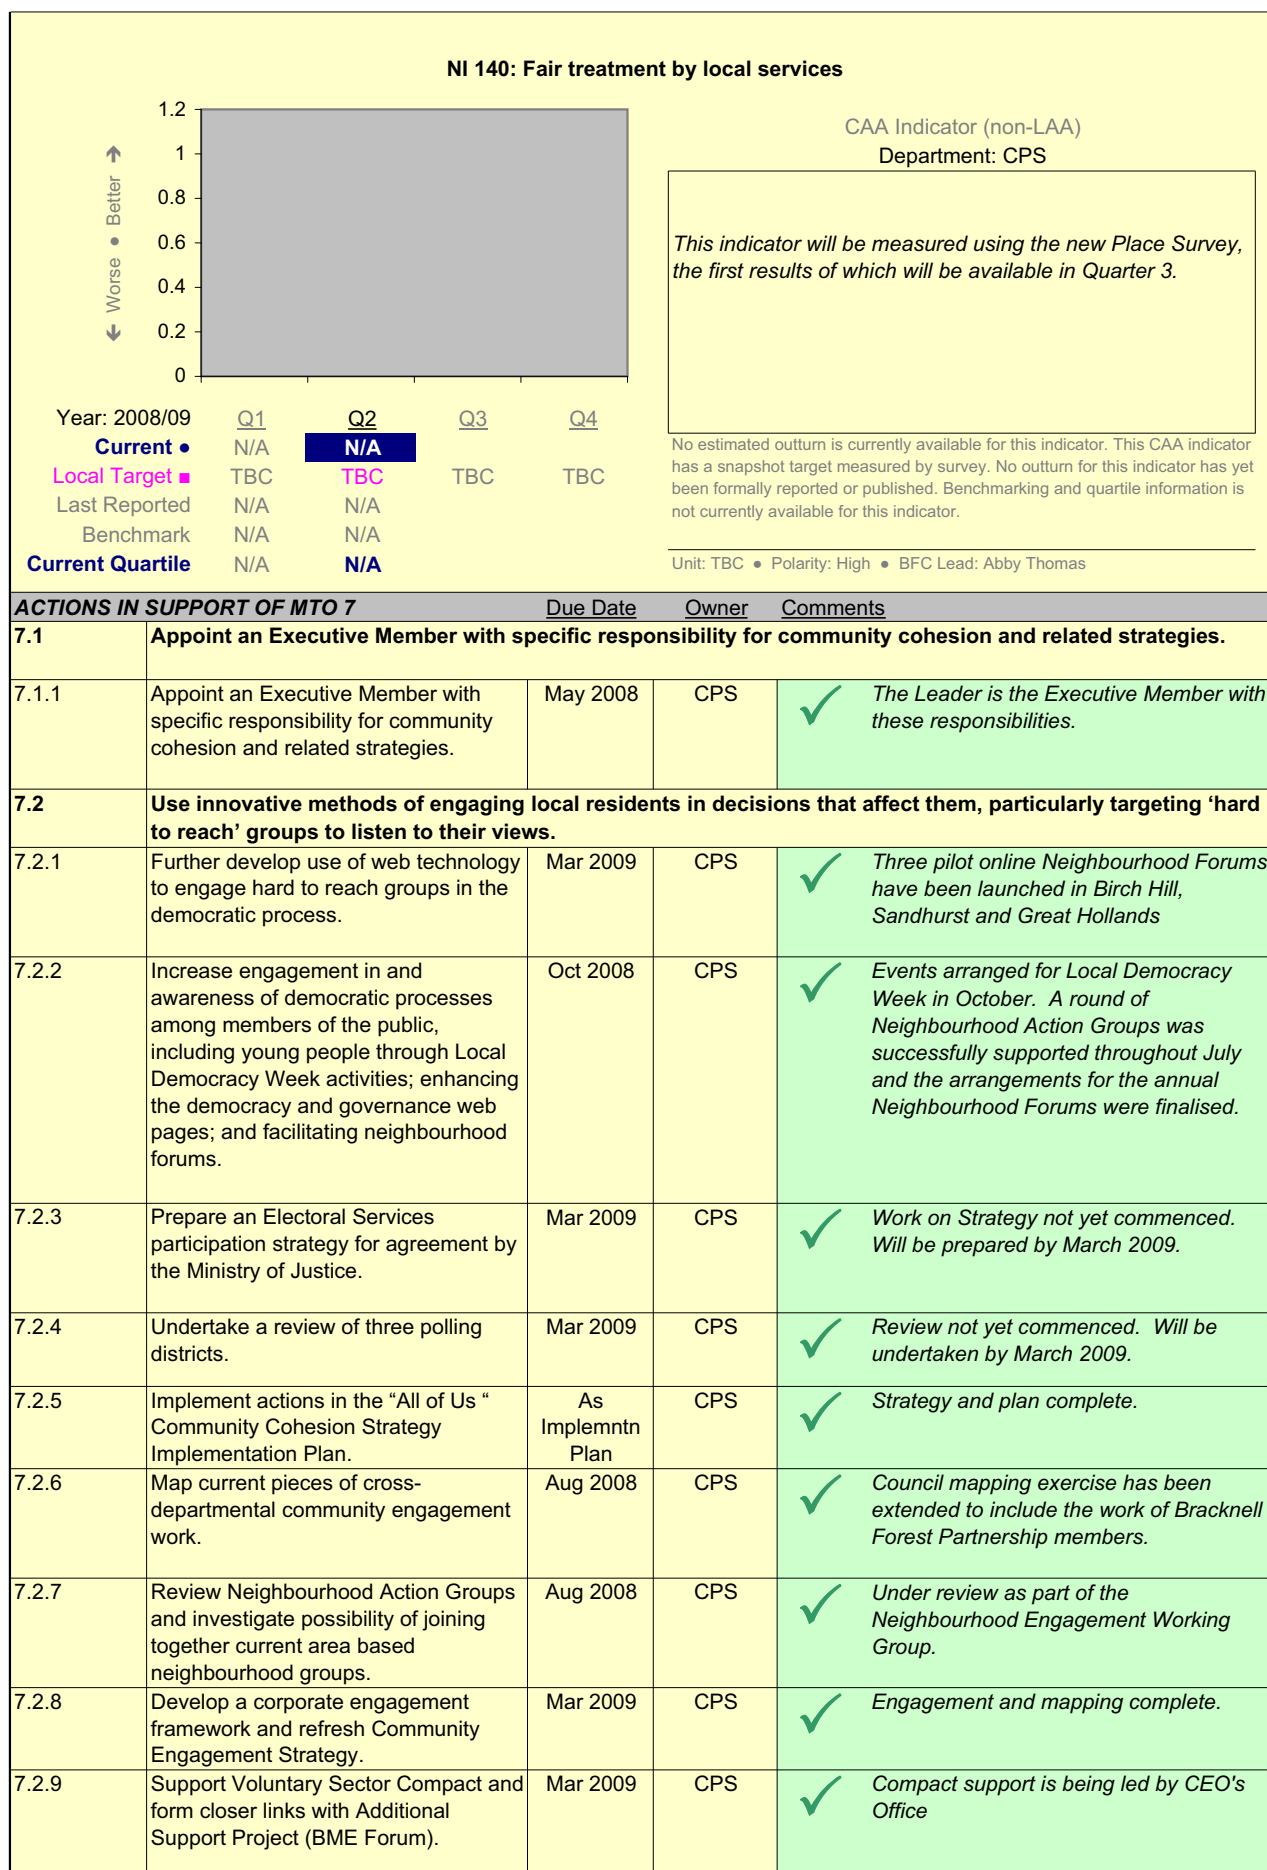 NI 140: Fair treatment by local services
1.2
1
0.8
0.6
0.4
0.2
0
← Worse ● Better →
CAA Indicator (non-LAA)
Department: CPS
This indicator will be measured using the new Place Survey,
the first results of which will be available in Quarter 3.
Year: 2008/09 Q1 Q2 Q3 Q4
Current ● N/A N/A
Local Target ■ TBC TBC TBC TBC
Last Reported N/A N/A
Benchmark N/A N/A
Current Quartile N/A N/A
No estimated outturn is currently available for this indicator. This CAA indicator
has a snapshot target measured by survey. No outturn for this indicator has yet
been formally reported or published. Benchmarking and quartile information is
not currently available for this indicator.
Unit: TBC ● Polarity: High ● BFC Lead: Abby Thomas
ACTIONS IN SUPPORT OF MTO 7 Due Date Owner Comments
7.1 Appoint an Executive Member with specific responsibility for community cohesion and related strategies.
7.1.1 Appoint an Executive Member with May 2008 CPS ✓ The Leader is the Executive Member with
specific responsibility for community these responsibilities.
cohesion and related strategies.
7.2 Use innovative methods of engaging local residents in decisions that affect them, particularly targeting ‘hard
to reach’ groups to listen to their views.
7.2.1 Further develop use of web technology Mar 2009 CPS ✓ Three pilot online Neighbourhood Forums
to engage hard to reach groups in the have been launched in Birch Hill,
democratic process. Sandhurst and Great Hollands
7.2.2 Increase engagement in and Oct 2008 CPS ✓ Events arranged for Local Democracy
awareness of democratic processes Week in October. A round of
among members of the public, Neighbourhood Action Groups was
including young people through Local successfully supported throughout July
Democracy Week activities; enhancing and the arrangements for the annual
the democracy and governance web Neighbourhood Forums were finalised.
pages; and facilitating neighbourhood
forums.
7.2.3 Prepare an Electoral Services Mar 2009 CPS ✓ Work on Strategy not yet commenced.
participation strategy for agreement by Will be prepared by March 2009.
the Ministry of Justice.
7.2.4 Undertake a review of three polling Mar 2009 CPS ✓ Review not yet commenced. Will be
districts. undertaken by March 2009.
7.2.5 Implement actions in the “All of Us “ As CPS ✓ Strategy and plan complete.
Community Cohesion Strategy Implemntn
Implementation Plan. Plan
7.2.6 Map current pieces of cross- Aug 2008 CPS ✓ Council mapping exercise has been
departmental community engagement extended to include the work of Bracknell
work. Forest Partnership members.
7.2.7 Review Neighbourhood Action Groups Aug 2008 CPS ✓ Under review as part of the
and investigate possibility of joining Neighbourhood Engagement Working
together current area based Group.
neighbourhood groups.
7.2.8 Develop a corporate engagement Mar 2009 CPS ✓ Engagement and mapping complete.
framework and refresh Community
Engagement Strategy.
7.2.9 Support Voluntary Sector Compact and Mar 2009 CPS ✓ Compact support is being led by CEO's
form closer links with Additional Office
Support Project (BME Forum).